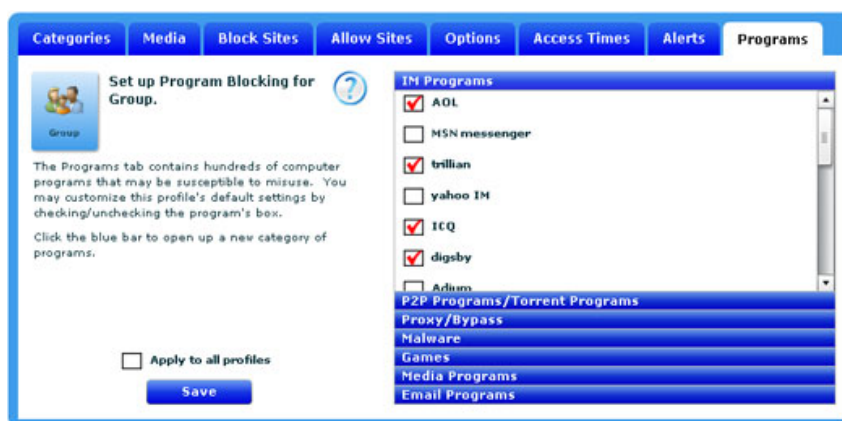 Categories
Media
Block Sites
Allow Sites
Options
Access Times
Alerts
Programs
Set up Program Blocking for
Group.
?
Group
The Programs tab contains hundreds of computer
programs that may be susceptible to misuse. You
may customize this profile's default settings by
checking/unchecking the program's box.
Click the blue bar to open up a new category of
programs.
Apply to all profiles
Save
IM Programs
AOL
MSN messenger
trillian
yahoo IM
ICQ
digsby
Adium
P2P Programs/Torrent Programs
Proxy/Bypass
Malware
Games
Media Programs
Email Programs